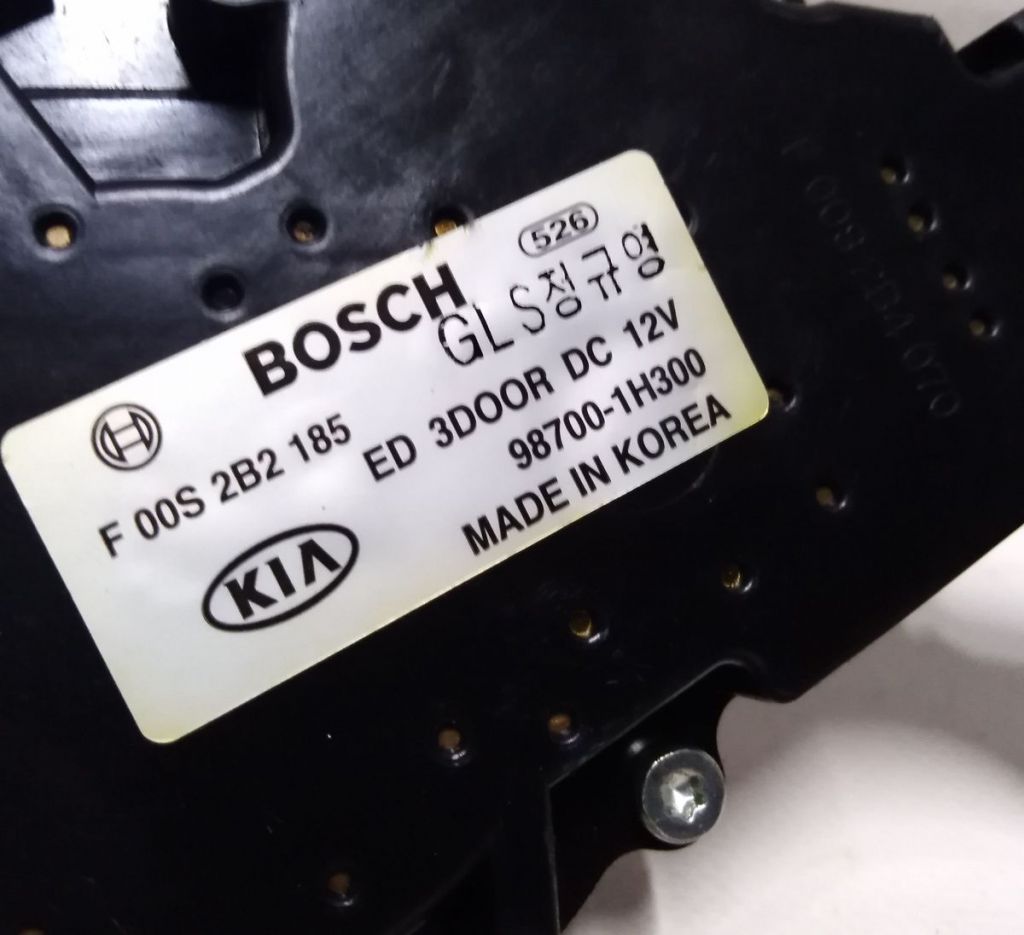 526
BOSCH
GLS정규영
F 00S 2B2 185
ED 3DOOR DC 12V
98700-1H300
KIA
MADE IN KOREA